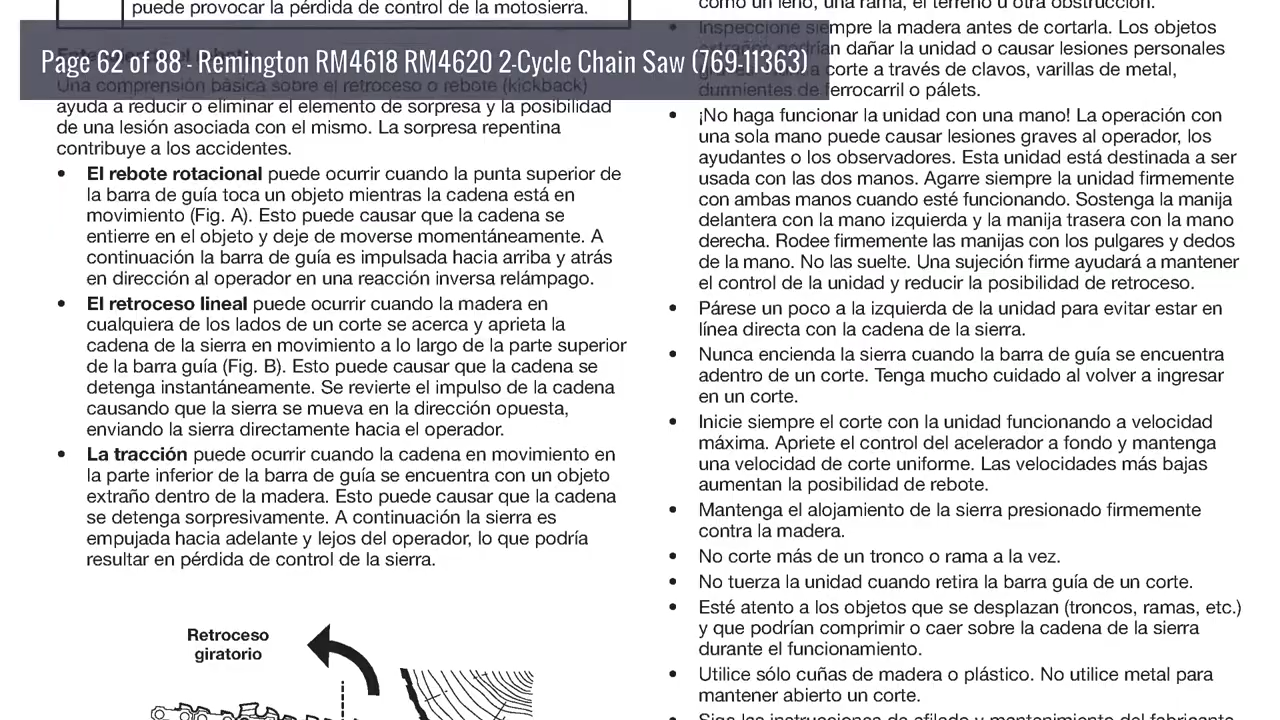 puede provocar la pérdida de control de la motosierra.
Page 62 of 88 - Remington RM4618 RM4620 2-Cycle Chain Saw (769-11363)
Una comprensión básica sobre el retroceso o rebote (kickback)
ayuda a reducir o eliminar el elemento de sorpresa y la posibilidad
de una lesión asociada con el mismo. La sorpresa repentina
contribuye a los accidentes.
• El rebote rotacional puede ocurrir cuando la punta superior de
la barra de guía toca un objeto mientras la cadena está en
movimiento (Fig. A). Esto puede causar que la cadena se
entierre en el objeto y deje de moverse momentáneamente. A
continuación la barra de guía es impulsada hacia arriba y atrás
en dirección al operador en una reacción inversa relámpago.
• El retroceso lineal puede ocurrir cuando la madera en
cualquiera de los lados de un corte se acerca y aprieta la
cadena de la sierra en movimiento a lo largo de la parte superior
de la barra guía (Fig. B). Esto puede causar que la cadena se
detenga instantáneamente. Se revierte el impulso de la cadena
causando que la sierra se mueva en la dirección opuesta,
enviando la sierra directamente hacia el operador.
• La tracción puede ocurrir cuando la cadena en movimiento en
la parte inferior de la barra de guía se encuentra con un objeto
extraño dentro de la madera. Esto puede causar que la cadena
se detenga sorpresivamente. A continuación la sierra es
empujada hacia adelante y lejos del operador, lo que podría
resultar en pérdida de control de la sierra.
Retroceso
giratorio
como un leño, una rama, el terreno u otra obstrucción.
• Inspeccione siempre la madera antes de cortarla. Los objetos
extraños podrían dañar la unidad o causar lesiones personales
corte a través de clavos, varillas de metal,
durmientes de ferrocarril o pálets.
• ¡No haga funcionar la unidad con una mano! La operación con
una sola mano puede causar lesiones graves al operador, los
ayudantes o los observadores. Esta unidad está destinada a ser
usada con las dos manos. Agarre siempre la unidad firmemente
con ambas manos cuando esté funcionando. Sostenga la manija
delantera con la mano izquierda y la manija trasera con la mano
derecha. Rodee firmemente las manijas con los pulgares y dedos
de la mano. No las suelte. Una sujeción firme ayudará a mantener
el control de la unidad y reducir la posibilidad de retroceso.
• Párese un poco a la izquierda de la unidad para evitar estar en
línea directa con la cadena de la sierra.
• Nunca encienda la sierra cuando la barra de guía se encuentra
adentro de un corte. Tenga mucho cuidado al volver a ingresar
en un corte.
• Inicie siempre el corte con la unidad funcionando a velocidad
máxima. Apriete el control del acelerador a fondo y mantenga
una velocidad de corte uniforme. Las velocidades más bajas
aumentan la posibilidad de rebote.
• Mantenga el alojamiento de la sierra presionado firmemente
contra la madera.
• No corte más de un tronco o rama a la vez.
• No tuerza la unidad cuando retira la barra guía de un corte.
• Esté atento a los objetos que se desplazan (troncos, ramas, etc.)
y que podrían comprimir o caer sobre la cadena de la sierra
durante el funcionamiento.
• Utilice sólo cuñas de madera o plástico. No utilice metal para
mantener abierto un corte.
• Siga las instrucciones de afilado y mantenimiento del fabricante